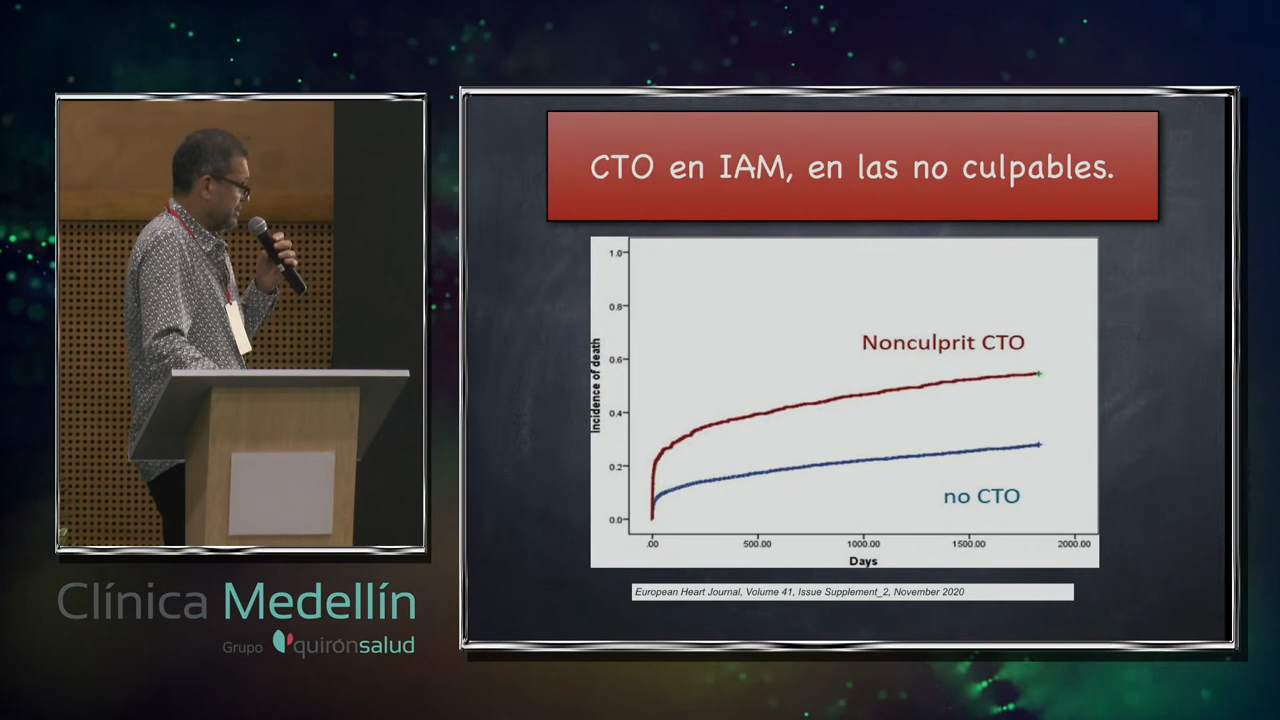 CTO en IAM, en las no culpables.
1.0
0.8
0.6
0.4
0.2
0.0
Incidence of death
Nonculprit CTO
no CTO
.00 500.00 1000.00 1500.00 2000.00
Days
European Heart Journal, Volume 41, Issue Supplement_2, November 2020
Clínica Medellín
Grupo quirónsalud